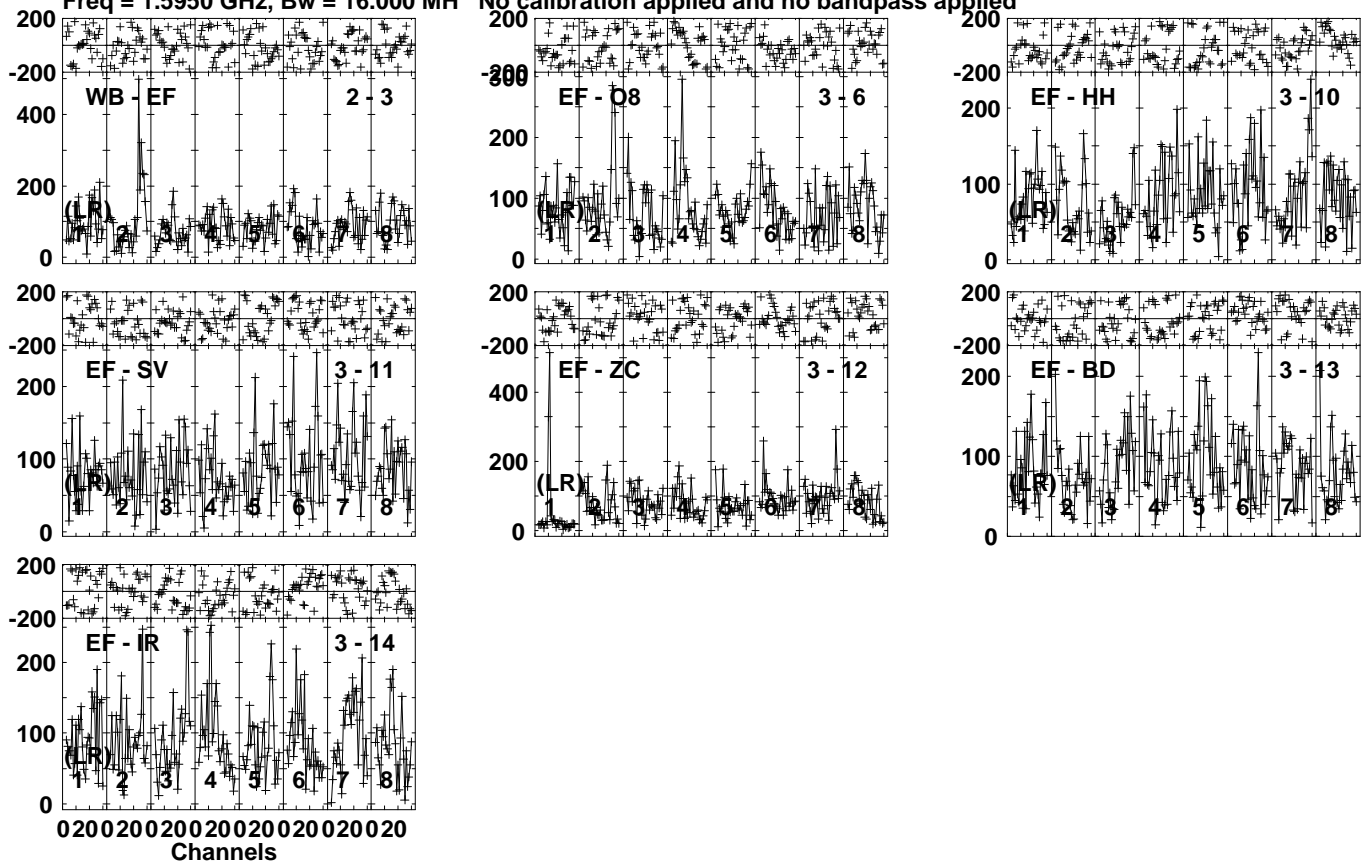 Freq = 1.5950 GHz, Bw = 16.000 MH No calibration applied and no bandpass applied
200
-200
WB - EF 2 - 3
400
200
0
(LR)
1 2 3 4 5 6 7 8
200
-200
300
EF - O8 3 - 6
200
100
0
(LR)
1 2 3 4 5 6 7 8
200
-200
EF - HH 3 - 10
200
100
0
(LR)
1 2 3 4 5 6 7 8
200
-200
EF - SV 3 - 11
200
100
0
(LR)
1 2 3 4 5 6 7 8
200
-200
EF - ZC 3 - 12
400
200
0
(LR)
1 2 3 4 5 6 7 8
200
-200
EF - BD 3 - 13
200
100
0
(LR)
1 2 3 4 5 6 7 8
200
-200
EF - IR 3 - 14
200
100
0
(LR)
1 2 3 4 5 6 7 8
0 20 0 20 0 20 0 20 0 20 0 20 0 20 0 20
Channels